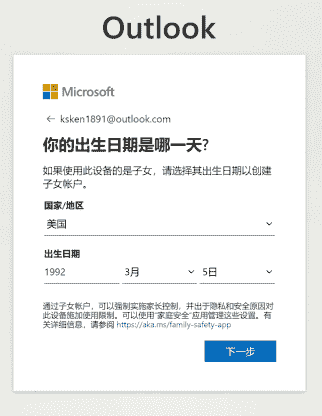 Outlook
Microsoft
← ksken1891@outlook.com
你的出生日期是哪一天?
如果使用此设备的是子女，请选择其出生日期以创建
子女帐户。
国家/地区
美国
出生日期
1992 3月 5日
通过子女帐户，可以强制实施家长控制，并出于隐私和安全原因对
此设备施加使用限制。可以使用"家庭安全"应用管理这些设置。有
关详细信息，请参阅 https://aka.ms/family-safety-app
下一步